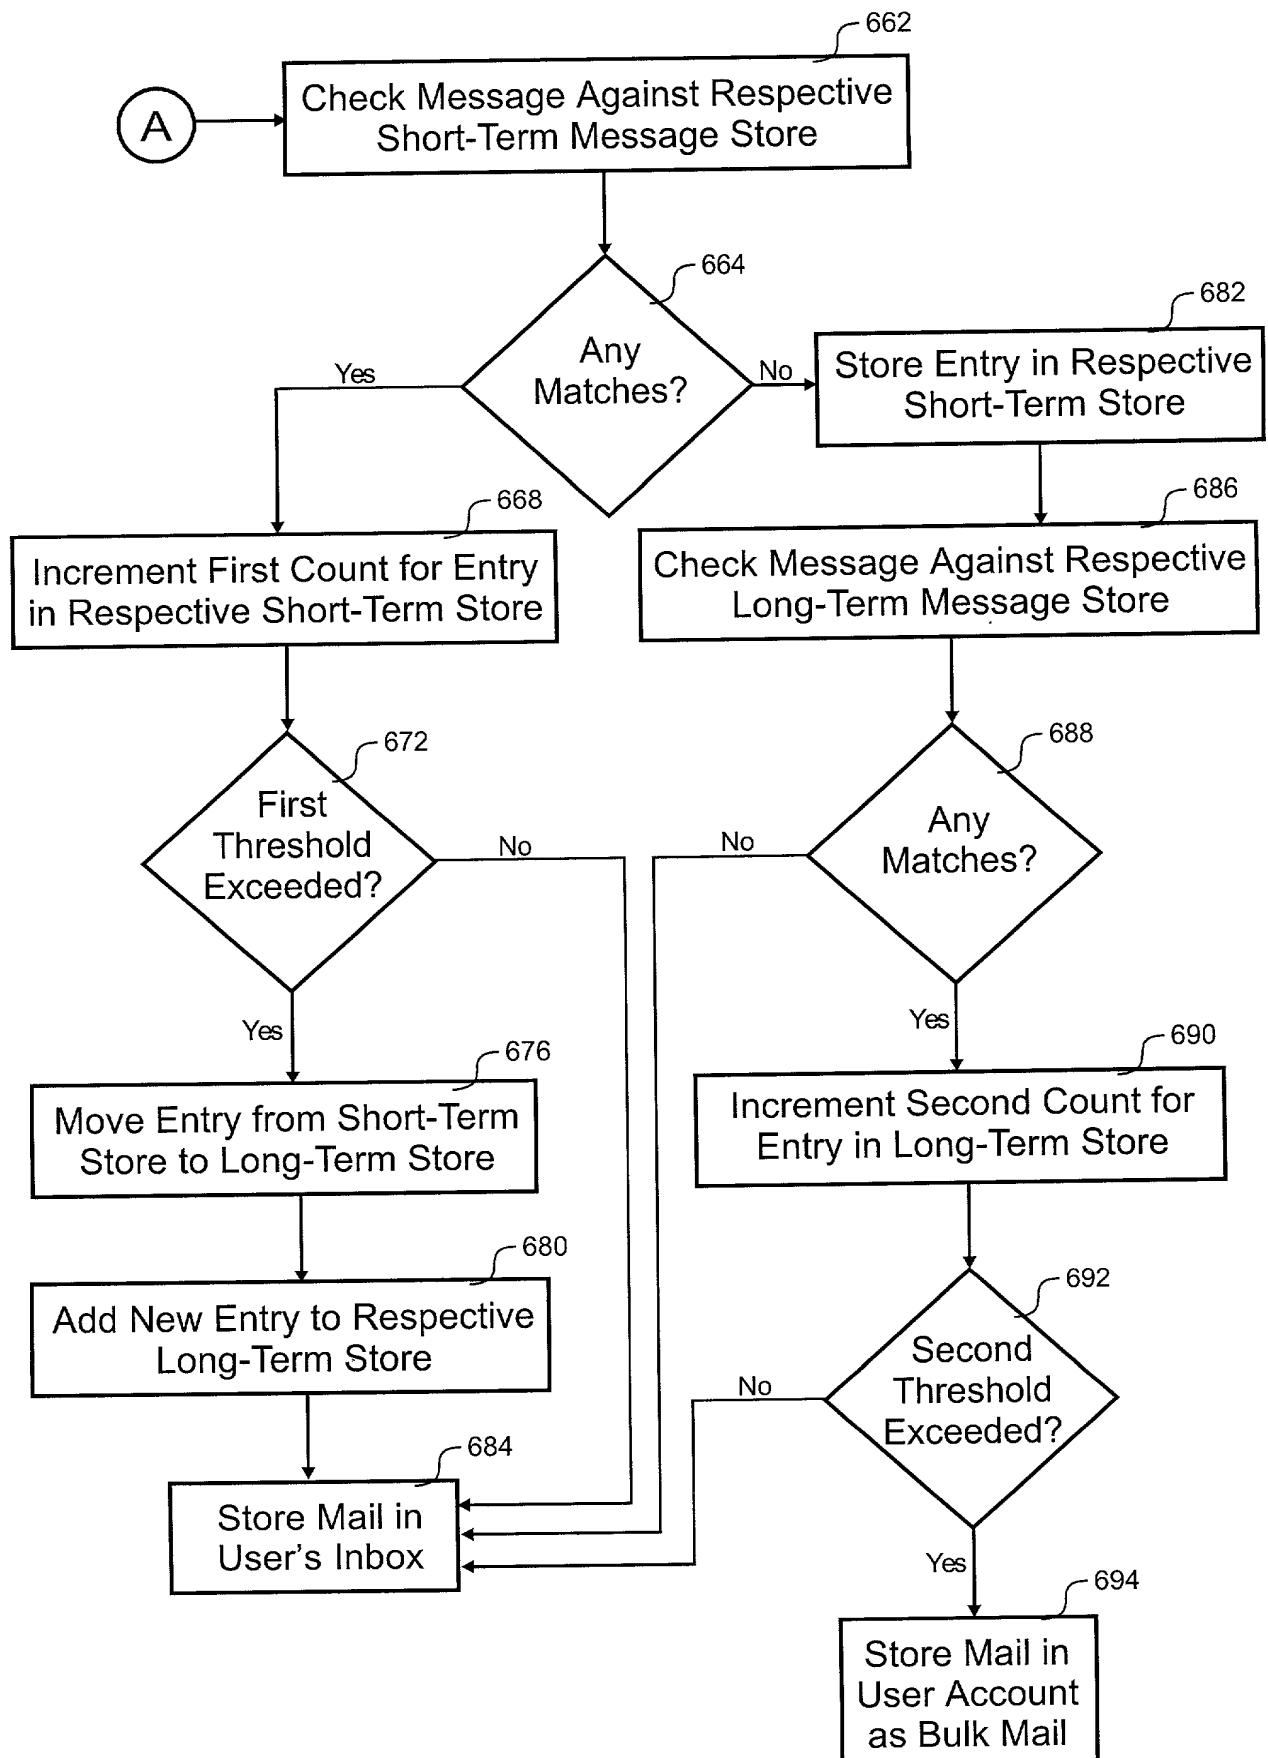 662
A
Check Message Against Respective
Short-Term Message Store
664
Any
Matches?
Yes
No
682
Store Entry in Respective
Short-Term Store
668
Increment First Count for Entry
in Respective Short-Term Store
686
Check Message Against Respective
Long-Term Message Store
672
First
Threshold
Exceeded?
No
Yes
688
Any
Matches?
No
Yes
676
Move Entry from Short-Term
Store to Long-Term Store
690
Increment Second Count for
Entry in Long-Term Store
680
Add New Entry to Respective
Long-Term Store
692
Second
Threshold
Exceeded?
No
Yes
684
Store Mail in
User's Inbox
694
Store Mail in
User Account
as Bulk Mail